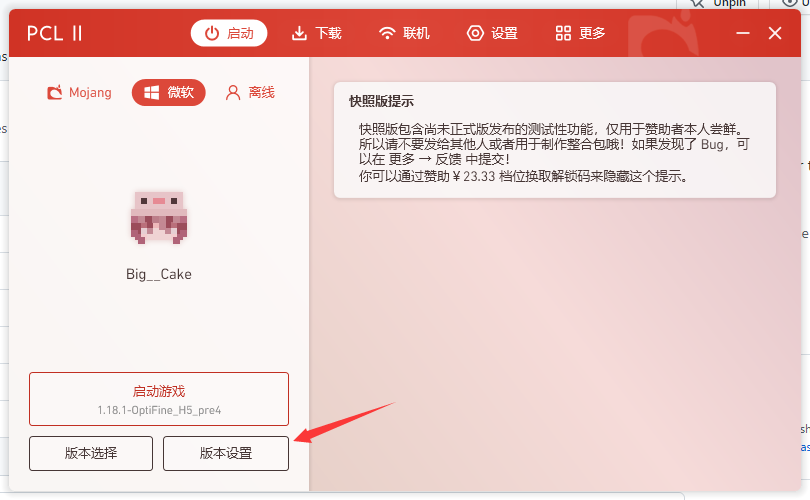 Unpin
PCL II
启动
下载
联机
设置
更多
Mojang
微软
离线
快照版提示
快照版包含尚未正式版发布的测试性功能，仅用于赞助者本人尝鲜。
所以请不要发给其他人或者用于制作整合包哦！如果发现了 Bug，可
以在 更多 → 反馈 中提交！
你可以通过赞助 ¥ 23.33 档位换取解锁码来隐藏这个提示。
Big__Cake
启动游戏
1.18.1-OptiFine_H5_pre4
版本选择
版本设置